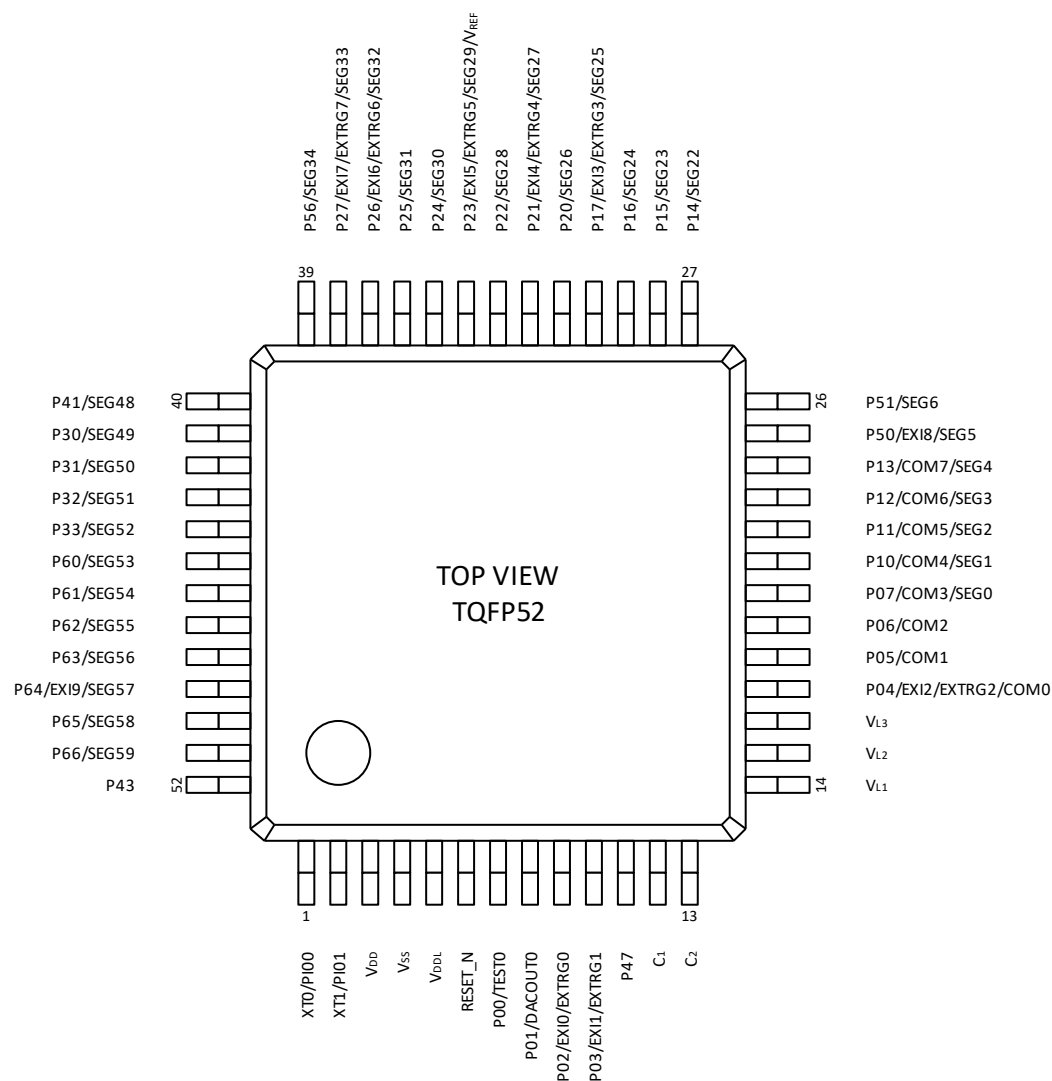 P56/SEG34
P27/EXI7/EXTRG7/SEG33
P26/EXI6/EXTRG6/SEG32
P25/SEG31
P24/SEG30
P23/EXI5/EXTRG5/SEG29/VREF
P22/SEG28
P21/EXI4/EXTRG4/SEG27
P20/SEG26
P17/EXI3/EXTRG3/SEG25
P16/SEG24
P15/SEG23
P14/SEG22
39
27
P41/SEG48
40
P30/SEG49
P31/SEG50
P32/SEG51
P33/SEG52
P60/SEG53
P61/SEG54
P62/SEG55
P63/SEG56
P64/EXI9/SEG57
P65/SEG58
P66/SEG59
P43
52
TOP VIEW
TQFP52
26
P51/SEG6
P50/EXI8/SEG5
P13/COM7/SEG4
P12/COM6/SEG3
P11/COM5/SEG2
P10/COM4/SEG1
P07/COM3/SEG0
P06/COM2
P05/COM1
P04/EXI2/EXTRG2/COM0
VL3
VL2
14
VL1
1
13
XT0/PI00
XT1/PI01
VDD
VSS
VDDL
RESET_N
P00/TEST0
P01/DACOUT0
P02/EXI0/EXTRG0
P03/EXI1/EXTRG1
P47
C1
C2